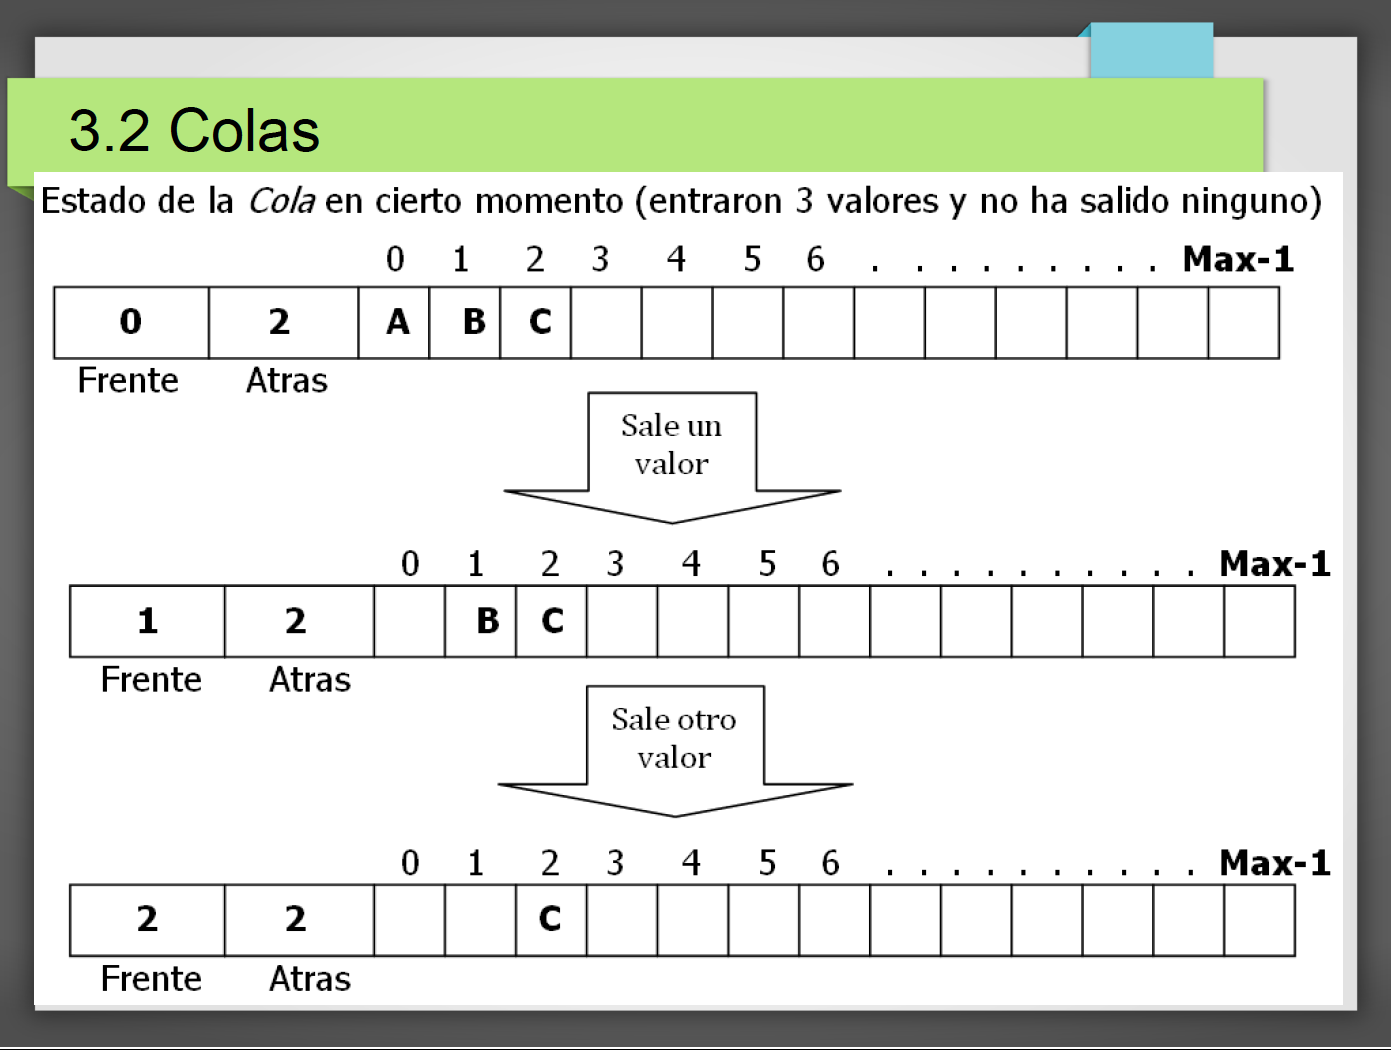 3.2 Colas
Estado de la Cola en cierto momento (entraron 3 valores y no ha salido ninguno)
0 1 2 3 4 5 6 . . . . . . . . . Max-1
0 2 A B C
Frente Atras
Sale un
valor
0 1 2 3 4 5 6 . . . . . . . . . . Max-1
1 2 B C
Frente Atras
Sale otro
valor
0 1 2 3 4 5 6 . . . . . . . . . . Max-1
2 2 C
Frente Atras